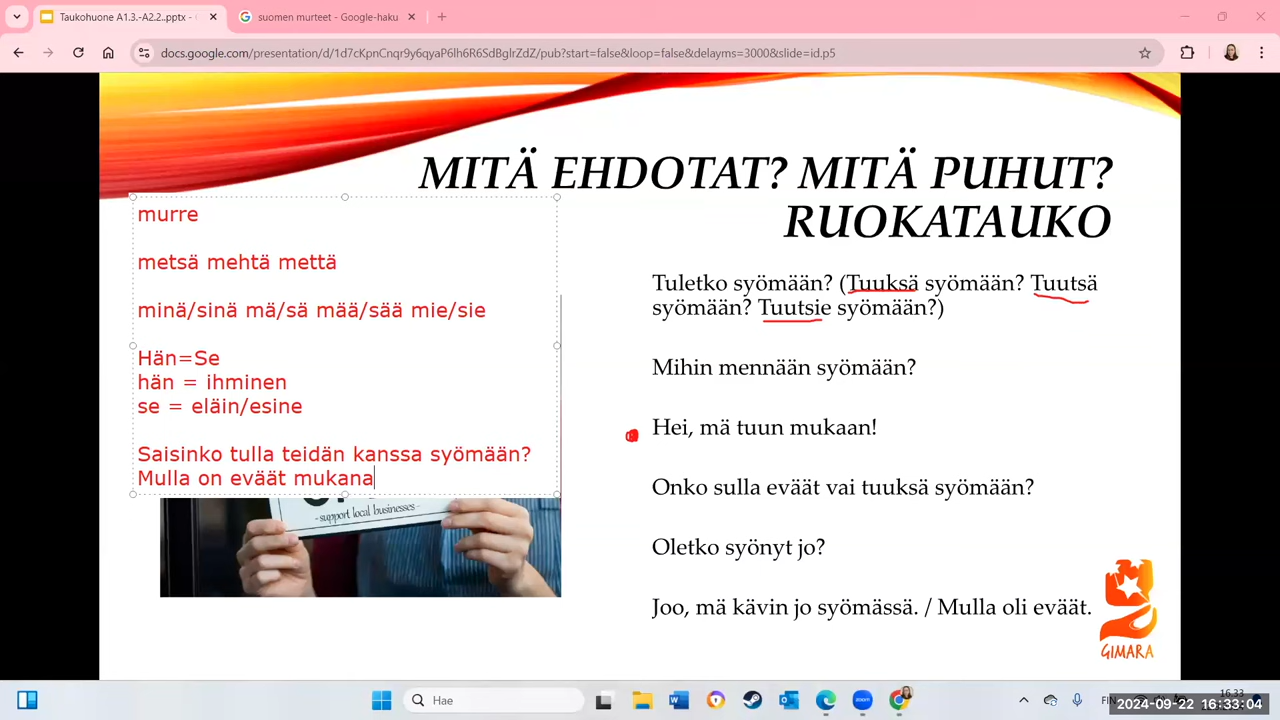 Taukohuone A1.3.-A2.2..pptx -
suomen murteet - Google-haku
docs.google.com/presentation/d/1d7cKpnCnqr9y6qyaP6lh6R6SdBglrZdZ/pub?start=false&loop=false&delayms=3000&slide=id.p5
MITÄ EHDOTAT? MITÄ PUHUT?
RUOKATAUKO
murre
metsä mehtä mettä
minä/sinä mä/sä mää/sää mie/sie
Hän=Se
hän = ihminen
se = eläin/esine
Saisinko tulla teidän kanssa syömään?
Mulla on eväät mukana
-support local businesses-
Tuletko syömään? (Tuuksä syömään? Tuutsä
syömään? Tuutsie syömään?)
Mihin mennään syömään?
Hei, mä tuun mukaan!
Onko sulla eväät vai tuuksä syömään?
Oletko syönyt jo?
Joo, mä kävin jo syömässä. / Mulla oli eväät.
GIMARA
Hae
zoom
FIN
16.33
2024-09-22 16:33:04